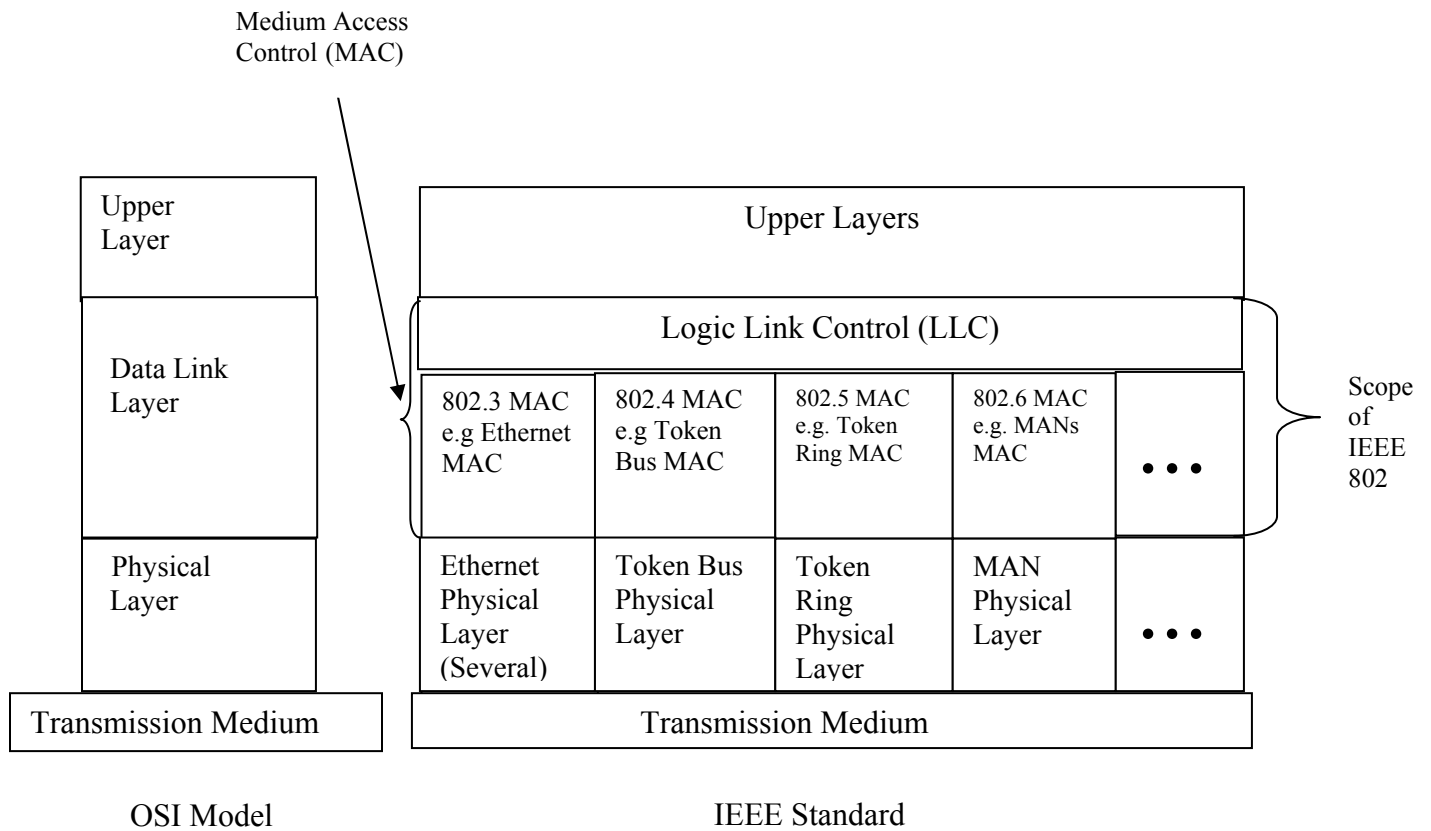 Medium Access
Control (MAC)
Upper
Layer
Upper Layers
Logic Link Control (LLC)
Data Link
Layer
802.3 MAC
e.g Ethernet
MAC
802.4 MAC
e.g Token
Bus MAC
802.5 MAC
e.g. Token
Ring MAC
802.6 MAC
e.g. MANs
MAC
•••
Scope
of
IEEE
802
Physical
Layer
Ethernet
Physical
Layer
(Several)
Token Bus
Physical
Layer
Token
Ring
Physical
Layer
MAN
Physical
Layer
•••
Transmission Medium
Transmission Medium
OSI Model
IEEE Standard